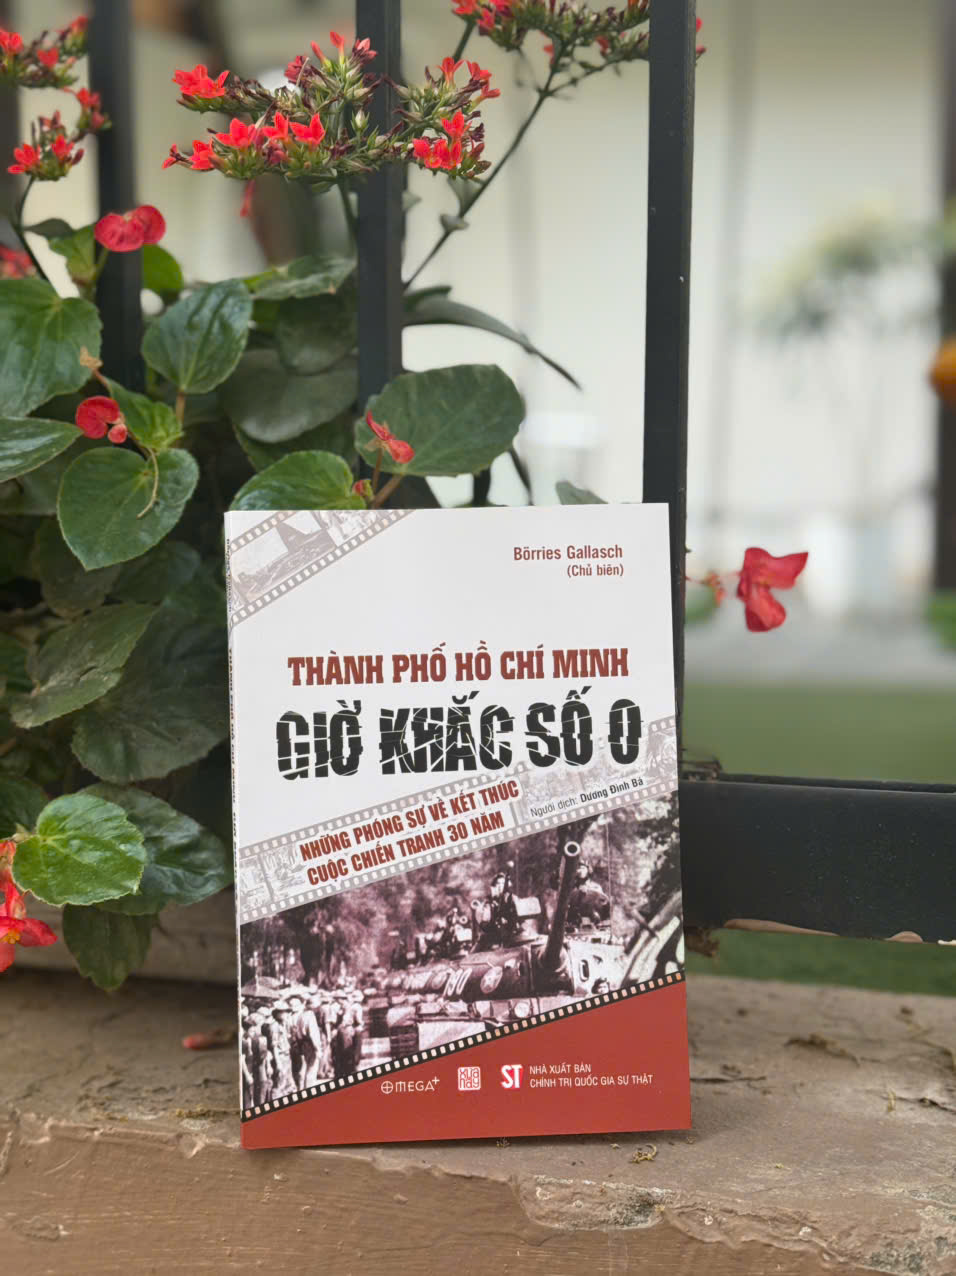 Börries Gallasch
(Chủ biên)
THÀNH PHỐ HỒ CHÍ MINH
GIỜ KHẮC SỐ 0
NHỮNG PHÓNG SỰ VỀ KẾT THÚC
CUỘC CHIẾN TRANH 30 NĂM
Người dịch: Dương Đình Bá
OMEGA+
XƯA NAY
ST
NHÀ XUẤT BẢN
CHÍNH TRỊ QUỐC GIA SỰ THẬT